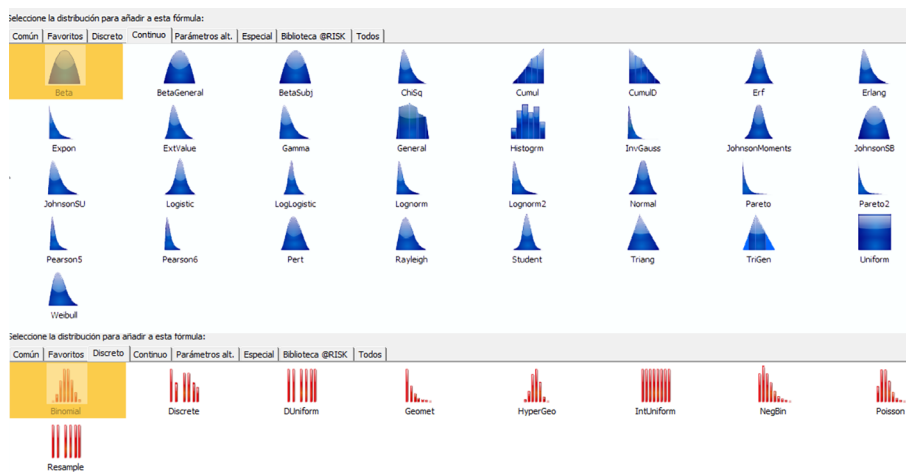 Seleccione la distribución para añadir a esta fórmula:
Común Favoritos Discreto Continuo Parámetros alt. Especial Biblioteca @RISK Todos
Beta BetaGeneral BetaSubj ChiSq Cumul CumulD Erf Erlang
Expon ExtValue Gamma General Histogrm InvGauss JohnsonMoments JohnsonSB
JohnsonSU Logistic LogLogistic Lognorm Lognorm2 Normal Pareto Pareto2
Pearson5 Pearson6 Pert Rayleigh Student Triang TriGen Uniform
Weibull
Seleccione la distribución para añadir a esta fórmula:
Común Favoritos Discreto Continuo Parámetros alt. Especial Biblioteca @RISK Todos
Binomial Discrete DUniform Geomet HyperGeo IntUniform NegBin Poisson
Resample